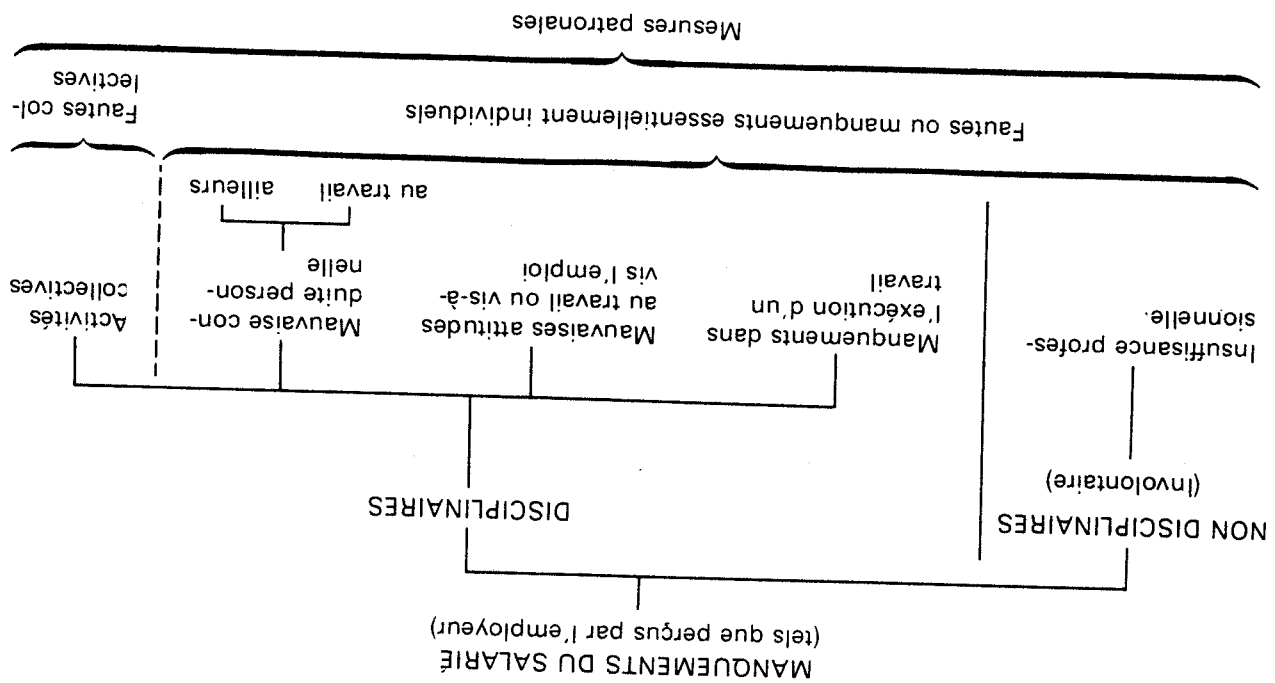 MANQUEMENTS DU SALARIÉ
(tels que perçus par l'employeur)
NON DISCIPLINAIRES
(Involontaire)
DISCIPLINAIRES
Insuffisance profes-
sionnelle.
Manquements dans
l'exécution d'un
travail
Mauvaises attitudes
au travail ou vis-à-
vis l'emploi
Mauvaise con-
duite person-
nelle
au travail
ailleurs
Activités
collectives
Fautes ou manquements essentiellement individuels
Fautes col-
lectives
Mesures patronales